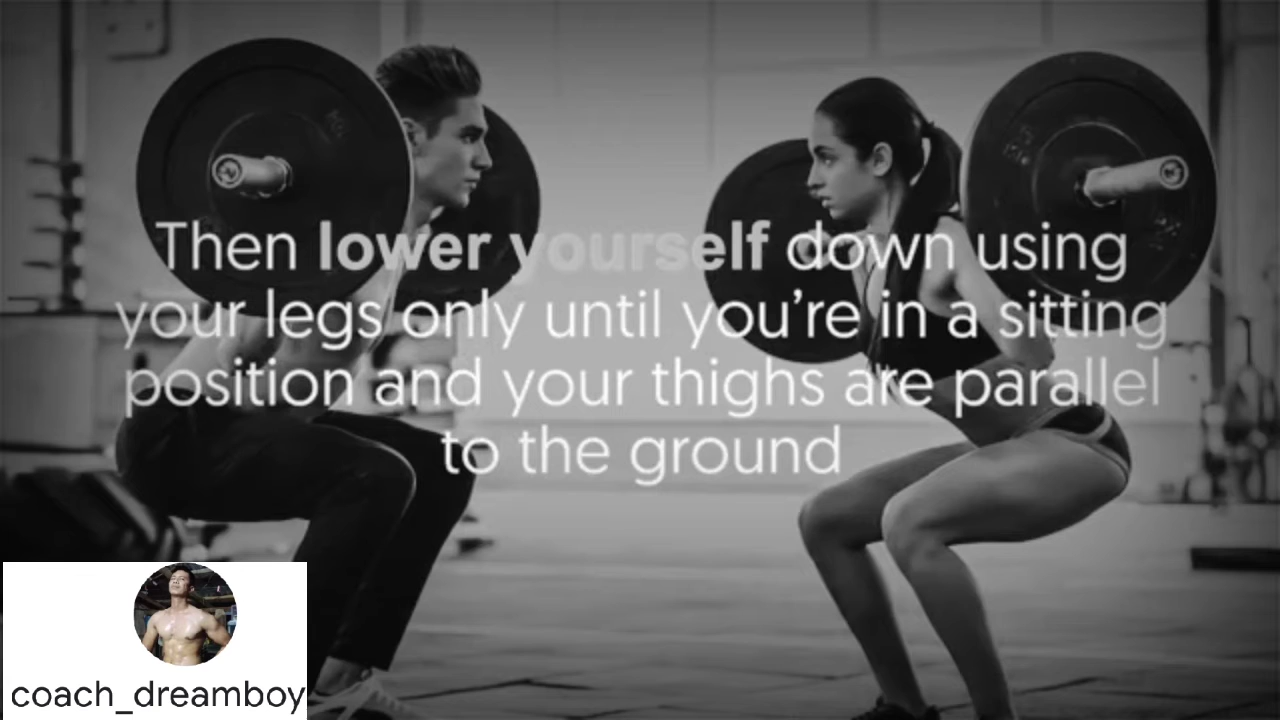 Then lower yourself down using
your legs only until you're in a sitting
position and your thighs are parallel
to the ground
coach_dreamboy